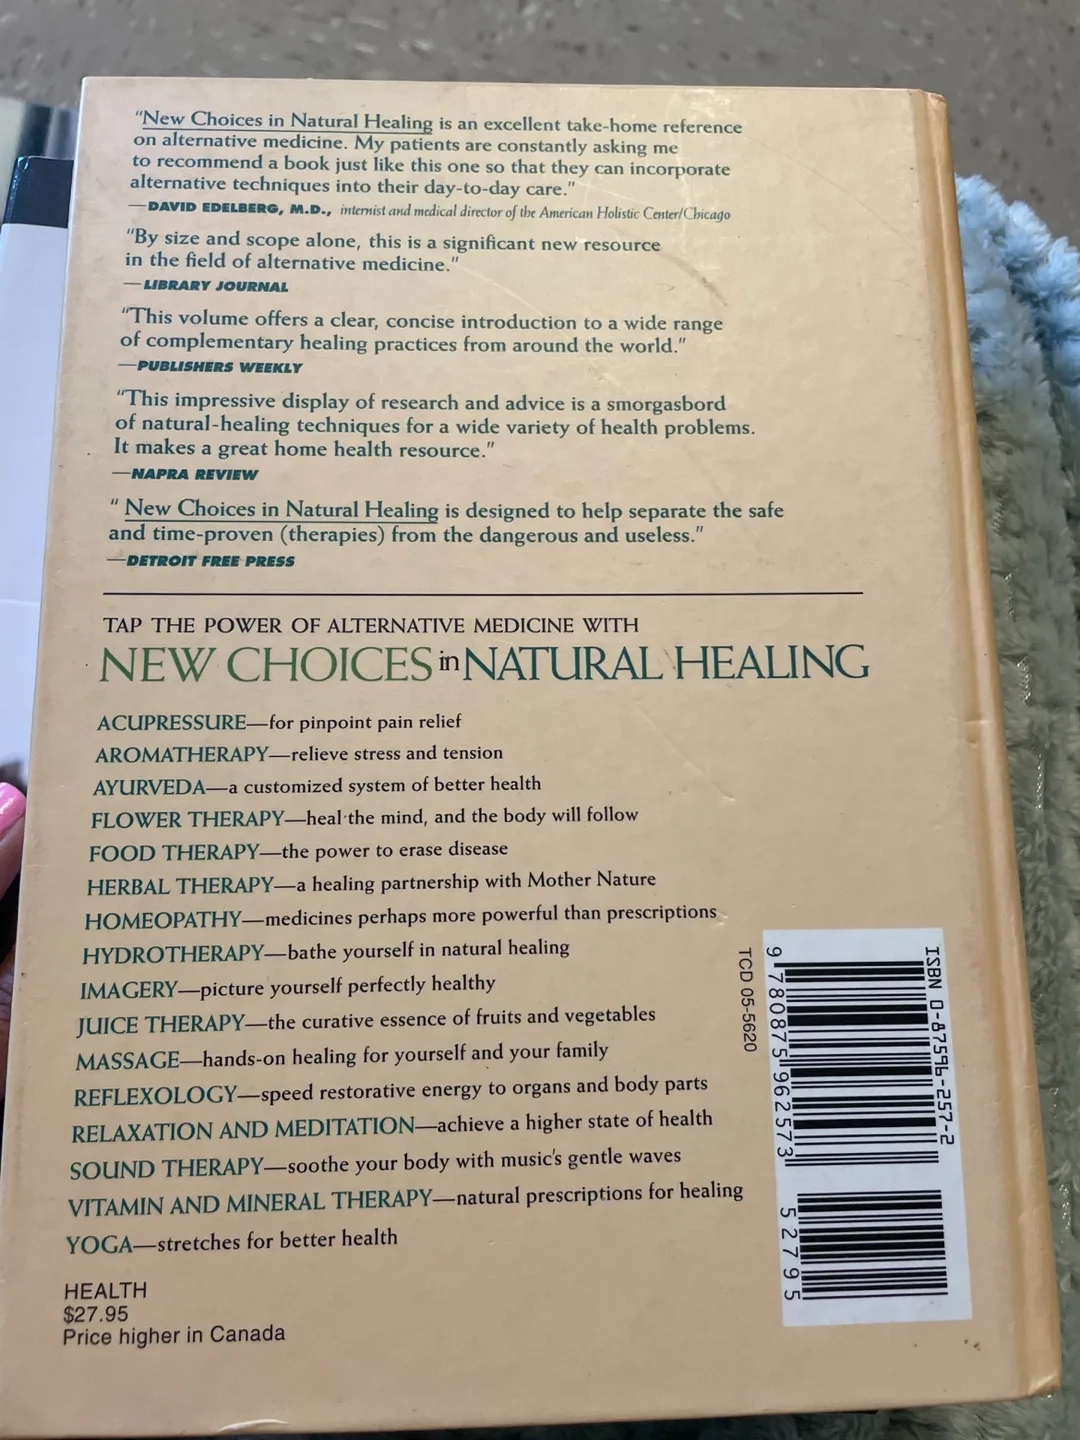 "New Choices in Natural Healing is an excellent take-home reference
on alternative medicine. My patients are constantly asking me
to recommend a book just like this one so that they can incorporate
alternative techniques into their day-to-day care."
—DAVID EDELBERG, M.D., internist and medical director of the American Holistic Center/Chicago
"By size and scope alone, this is a significant new resource
in the field of alternative medicine."
—LIBRARY JOURNAL
"This volume offers a clear, concise introduction to a wide range
of complementary healing practices from around the world."
—PUBLISHERS WEEKLY
"This impressive display of research and advice is a smorgasbord
of natural-healing techniques for a wide variety of health problems.
It makes a great home health resource."
—NAPRA REVIEW
" New Choices in Natural Healing is designed to help separate the safe
and time-proven (therapies) from the dangerous and useless."
—DETROIT FREE PRESS
TAP THE POWER OF ALTERNATIVE MEDICINE WITH
NEW CHOICES in NATURAL HEALING
ACUPRESSURE—for pinpoint pain relief
AROMATHERAPY—relieve stress and tension
AYURVEDA—a customized system of better health
FLOWER THERAPY—heal the mind, and the body will follow
FOOD THERAPY—the power to erase disease
HERBAL THERAPY—a healing partnership with Mother Nature
HOMEOPATHY—medicines perhaps more powerful than prescriptions
HYDROTHERAPY—bathe yourself in natural healing
IMAGERY—picture yourself perfectly healthy
JUICE THERAPY—the curative essence of fruits and vegetables
MASSAGE—hands-on healing for yourself and your family
REFLEXOLOGY—speed restorative energy to organs and body parts
RELAXATION AND MEDITATION—achieve a higher state of health
SOUND THERAPY—soothe your body with music's gentle waves
VITAMIN AND MINERAL THERAPY—natural prescriptions for healing
YOGA—stretches for better health
HEALTH
$27.95
Price higher in Canada
TCD 05-5620
9 780875 962573
52795
ISBN 0-87596-257-2